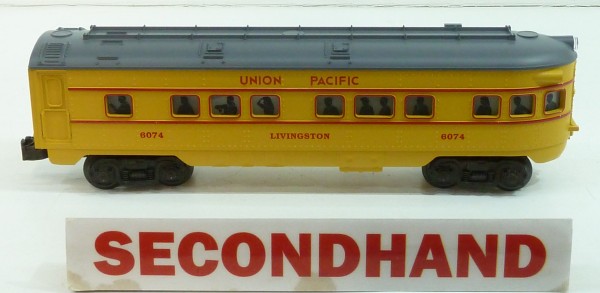 UNION PACIFIC
6074 LIVINGSTON 6074
SECONDHAND